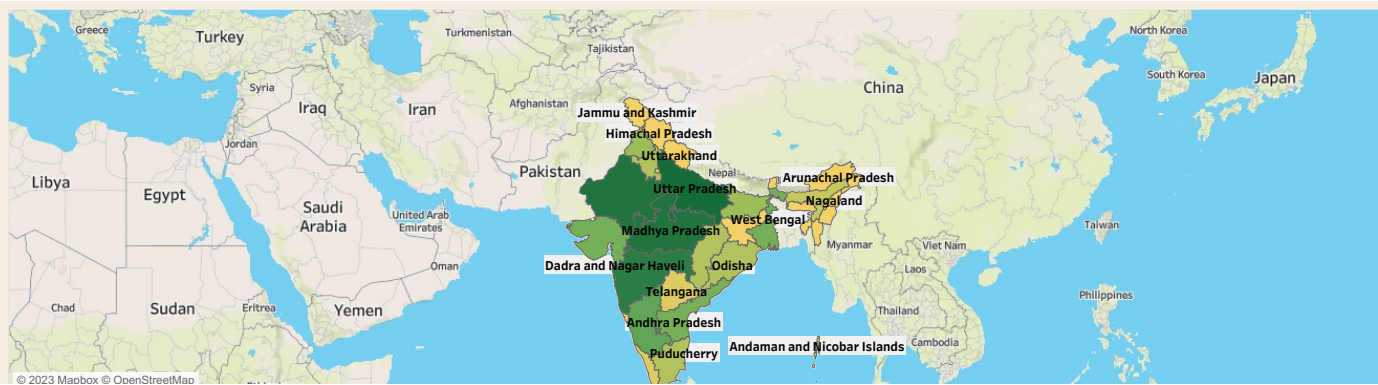 Greece
Turkey
Turkmenistan
Tajikistan
North Korea
South Korea
Japan
China
Syria
Iraq
Iran
Afghanistan
Jammu and Kashmir
Himachal Pradesh
Jordan
Uttarakhand
Pakistan
Nepal
Arunachal Pradesh
Libya
Egypt
Uttar Pradesh
Nagaland
Saudi
Arabia
United Arab
Emirates
West Bengal
Madhya Pradesh
Taiwan
Myanmar
Viet Nam
Oman
Dadra and Nagar Haveli
Odisha
Laos
Telangana
Philippines
Chad
Sudan
Eritrea
Yemen
Thailand
Andhra Pradesh
Cambodia
Andaman and Nicobar Islands
Puducherry
© 2023 Mapbox © OpenStreetMap